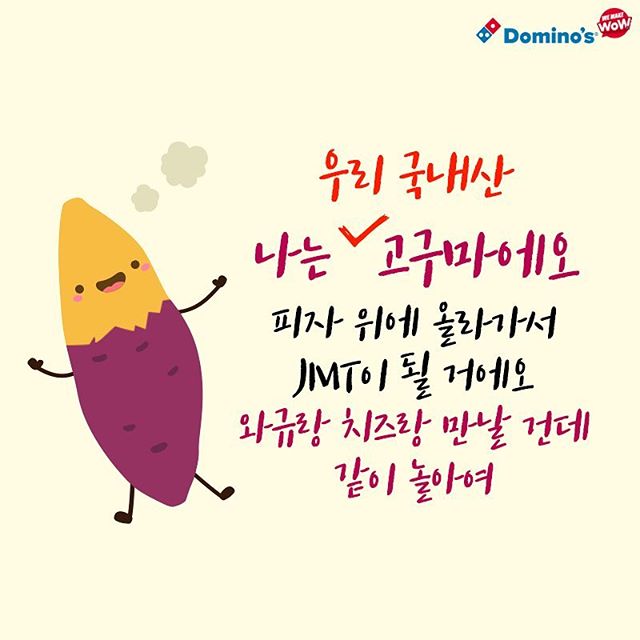 Domino's
WE MAKE
WOW
우리 국내산
나는 고구마에오
피자 위에 올라가서
JMT이 될 거에오
와규랑 치즈랑 만날 건데
같이 놀아여